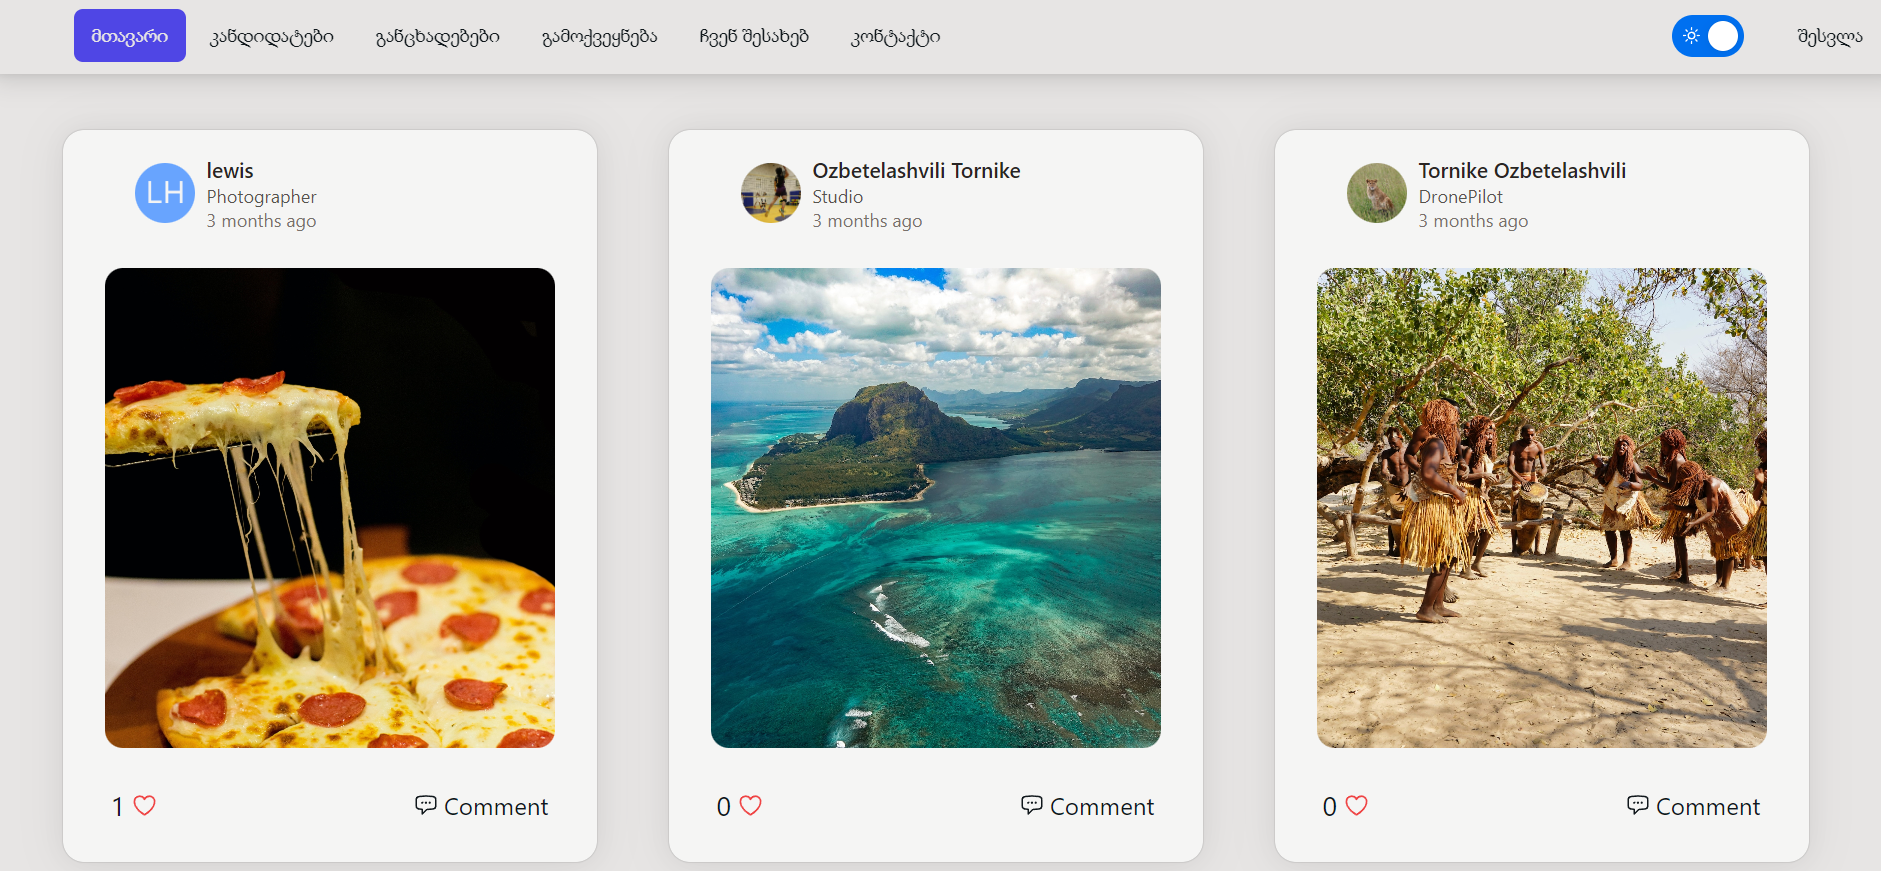 მთავარი კანდიდატები განცხადებები გამოქვეყნება ჩვენ შესახებ კონტაქტი შესვლა
LH lewis
Photographer
3 months ago
1 Comment
Ozbetelashvili Tornike
Studio
3 months ago
0 Comment
Tornike Ozbetelashvili
DronePilot
3 months ago
0 Comment